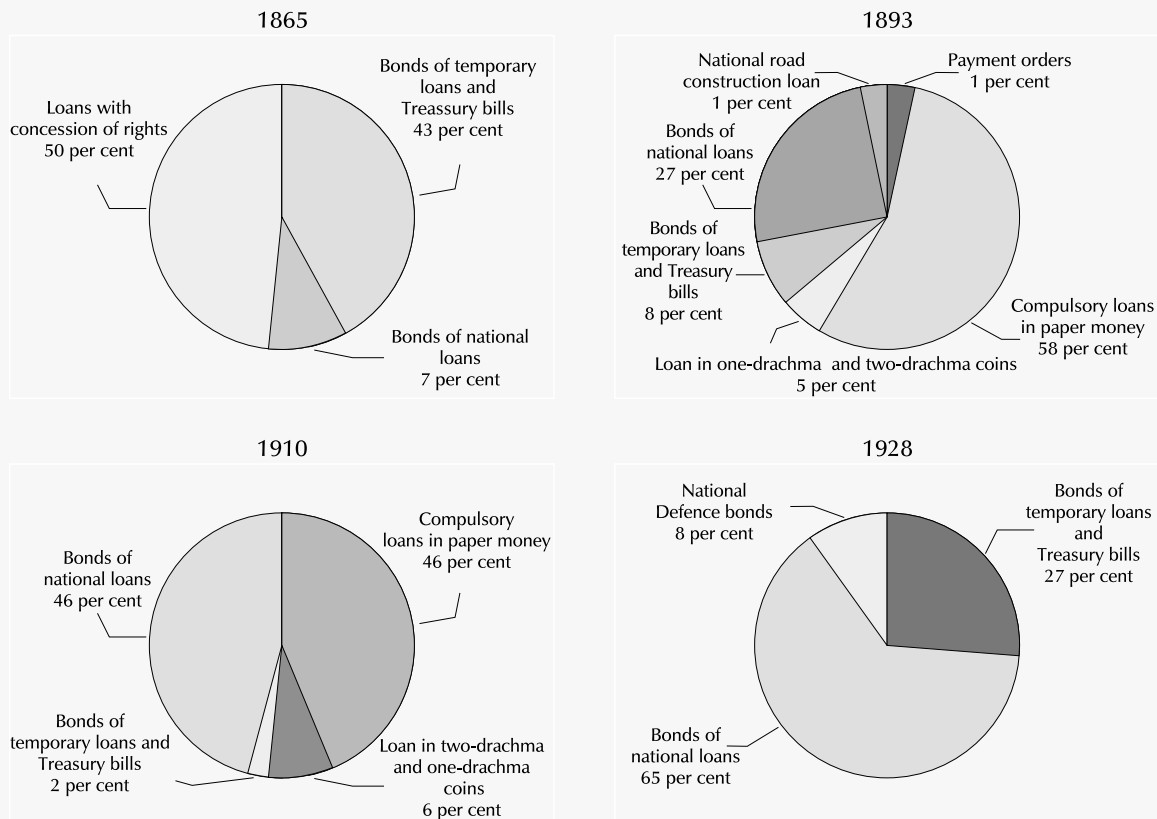 1865
Loans with
concession of rights
50 per cent
Bonds of temporary
loans and
Treassury bills
43 per cent
Bonds of national
loans
7 per cent
1893
National road
construction loan
1 per cent
Payment orders
1 per cent
Bonds of
national loans
27 per cent
Bonds
of temporary loans
and Treasury
bills
8 per cent
Compulsory loans
in paper money
58 per cent
Loan in one-drachma and two-drachma coins
5 per cent
1910
Compulsory
loans in paper money
46 per cent
Bonds of
national loans
46 per cent
Bonds of
temporary loans and
Treasury bills
2 per cent
Loan in two-drachma
and one-drachma
coins
6 per cent
1928
National
Defence bonds
8 per cent
Bonds of
temporary loans
and
Treasury bills
27 per cent
Bonds of
national loans
65 per cent